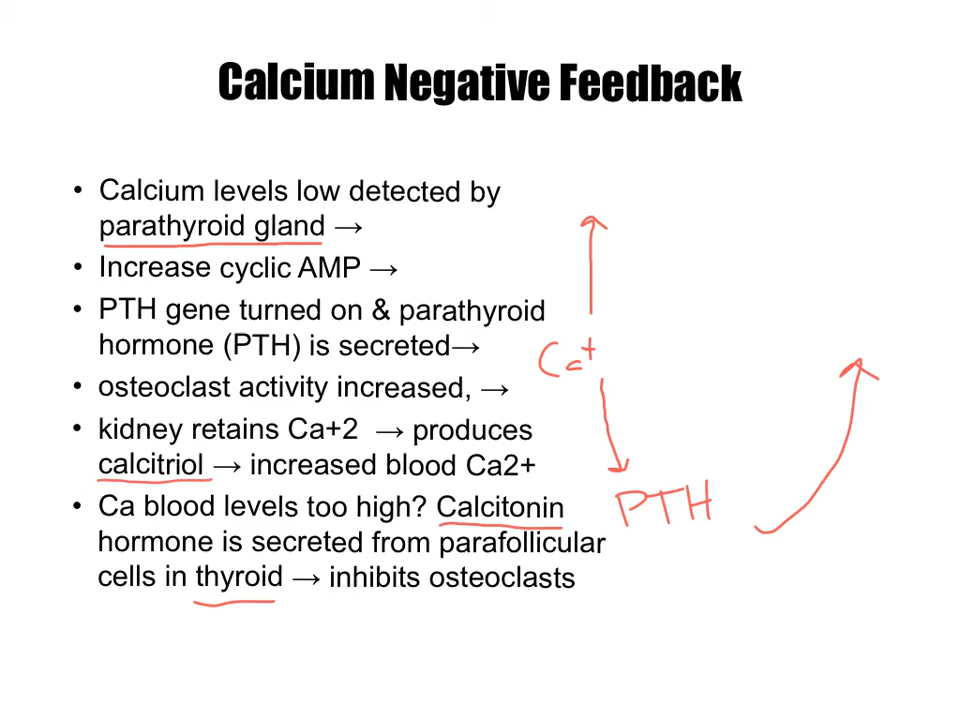 Calcium Negative Feedback
• Calcium levels low detected by
parathyroid gland →
• Increase cyclic AMP →
• PTH gene turned on & parathyroid
hormone (PTH) is secreted→
• osteoclast activity increased, →
• kidney retains Ca+2 → produces
calcitriol → increased blood Ca2+
• Ca blood levels too high? Calcitonin
hormone is secreted from parafollicular
cells in thyroid → inhibits osteoclasts
Ca+
PTH